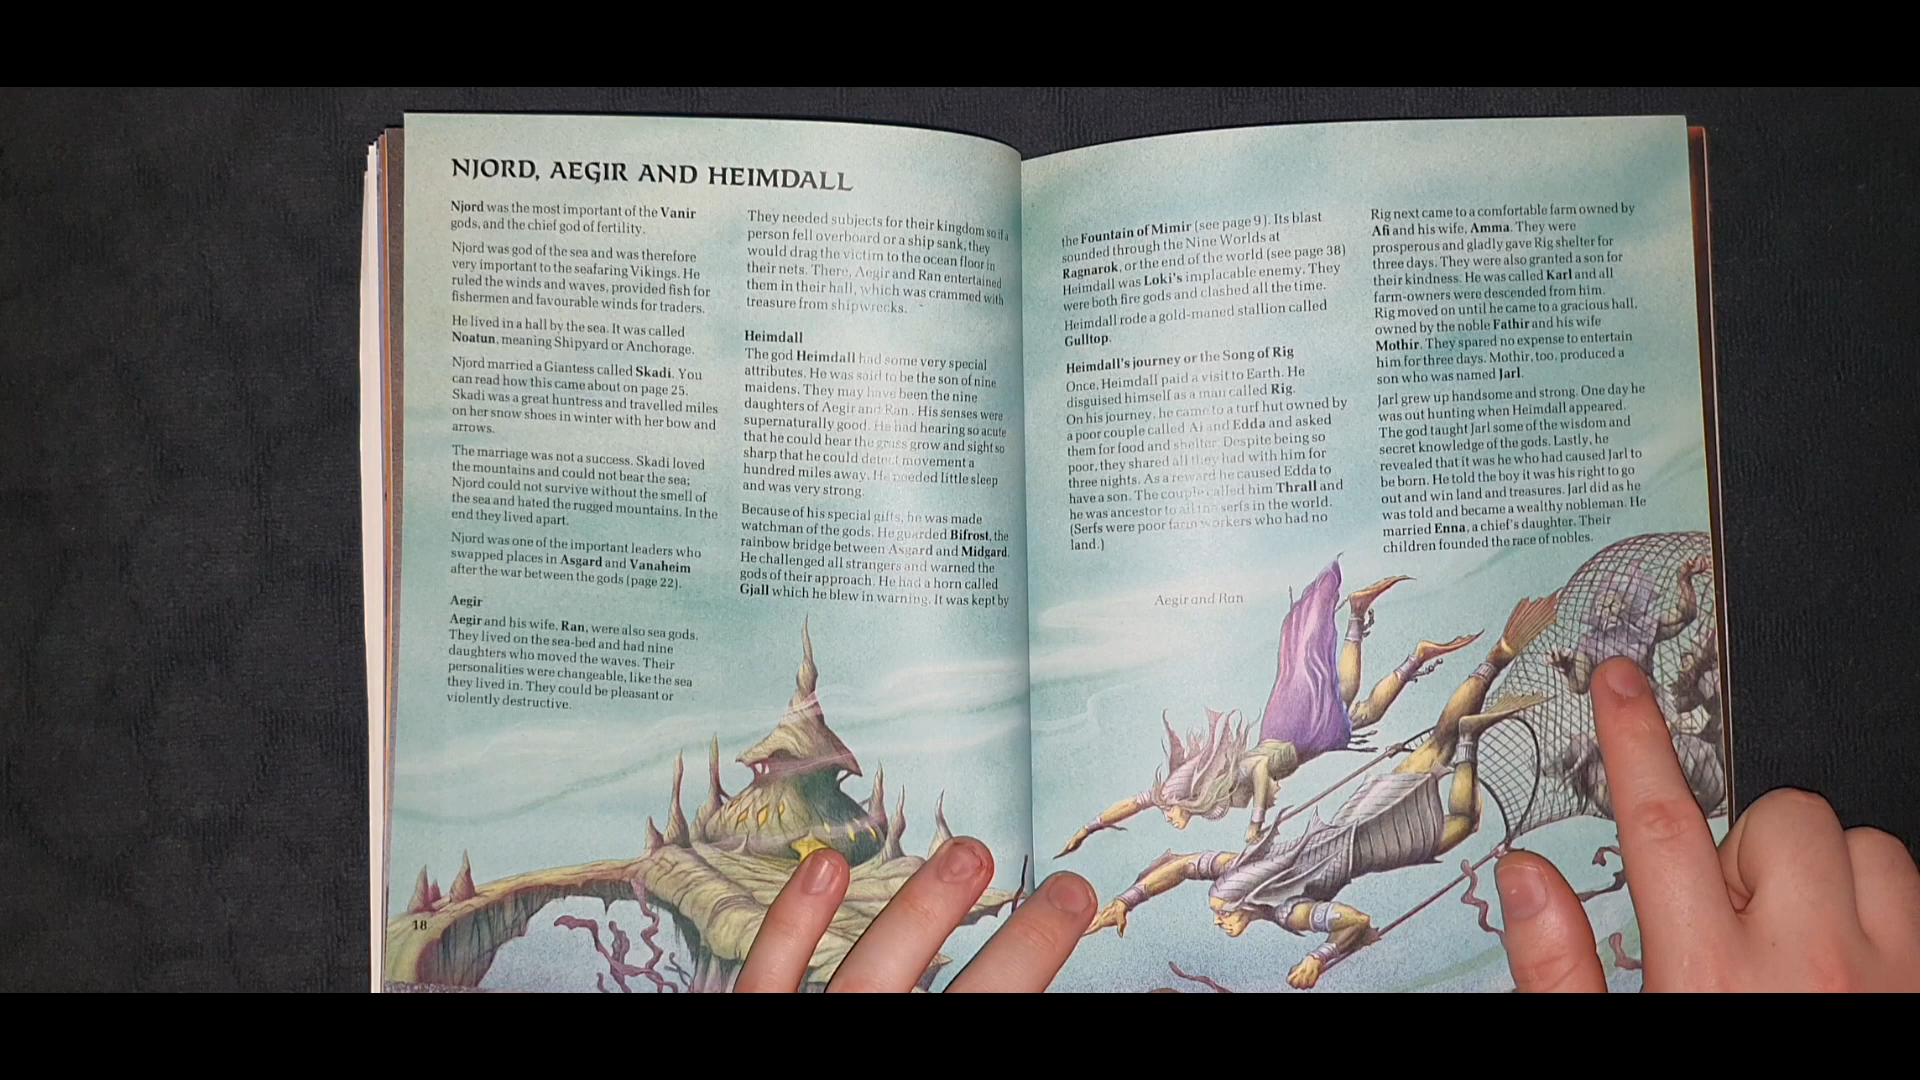 NJORD, AEGIR AND HEIMDALL
Njord was the most important of the Vanir
gods, and the chief god of fertility.
Njord was god of the sea and was therefore
very important to the seafaring Vikings. He
ruled the winds and waves, provided fish for
fishermen and favourable winds for traders.
He lived in a hall by the sea. It was called
Noatun, meaning Shipyard or Anchorage.
Njord married a Giantess called Skadi. You
can read how this came about on page 25.
Skadi was a great huntress and travelled miles
on her snow shoes in winter with her bow and
arrows.
The marriage was not a success. Skadi loved
the mountains and could not bear the sea;
Njord could not survive without the smell of
the sea and hated the rugged mountains. In the
end they lived apart.
Njord was one of the important leaders who
swapped places in Asgard and Vanaheim
after the war between the gods (page 22).
Aegir
Aegir and his wife, Ran, were also sea gods.
They lived on the sea-bed and had nine
daughters who moved the waves. Their
personalities were changeable, like the sea
they lived in. They could be pleasant or
violently destructive.
They needed subjects for their kingdom so if a
person fell overboard or a ship sank, they
would drag the victim to the ocean floor in
their nets. There, Aegir and Ran entertained
them in their hall, which was crammed with
treasure from shipwrecks.
Heimdall
The god Heimdall had some very special
attributes. He was said to be the son of nine
maidens. They may have been the nine
daughters of Aegir and Ran. His senses were
supernaturally good. He had hearing so acute
that he could hear the grass grow and sight so
sharp that he could detect movement a
hundred miles away. He needed little sleep
and was very strong.
Because of his special gifts, he was made
watchman of the gods. He guarded Bifrost, the
rainbow bridge between Asgard and Midgard.
He challenged all strangers and warned the
gods of their approach. He had a horn called
Gjall which he blew in warning. It was kept by
the Fountain of Mimir (see page 9). Its blast
sounded through the Nine Worlds at
Ragnarok, or the end of the world (see page 38)
Heimdall was Loki's implacable enemy. They
were both fire gods and clashed all the time.
Heimdall rode a gold-maned stallion called
Gulltop.
Heimdall's journey or the Song of Rig
Once, Heimdall paid a visit to Earth. He
disguised himself as a man called Rig.
On his journey, he came to a turf hut owned by
a poor couple called Ai and Edda and asked
them for food and shelter. Despite being so
poor, they shared all they had with him for
three nights. As a reward he caused Edda to
have a son. The couple called him Thrall and
he was ancestor to all the serfs in the world.
(Serfs were poor farm workers who had no
land.)
Rig next came to a comfortable farm owned by
Afi and his wife, Amma. They were
prosperous and gladly gave Rig shelter for
three days. They were also granted a son for
their kindness. He was called Karl and all
farm-owners were descended from him.
Rig moved on until he came to a gracious hall,
owned by the noble Fathir and his wife
Mothir. They spared no expense to entertain
him for three days. Mothir, too, produced a
son who was named Jarl.
Jarl grew up handsome and strong. One day he
was out hunting when Heimdall appeared.
The god taught Jarl some of the wisdom and
secret knowledge of the gods. Lastly, he
revealed that it was he who had caused Jarl to
be born. He told the boy it was his right to go
out and win land and treasures. Jarl did as he
was told and became a wealthy nobleman. He
married Enna, a chief's daughter. Their
children founded the race of nobles.
Aegir and Ran
18